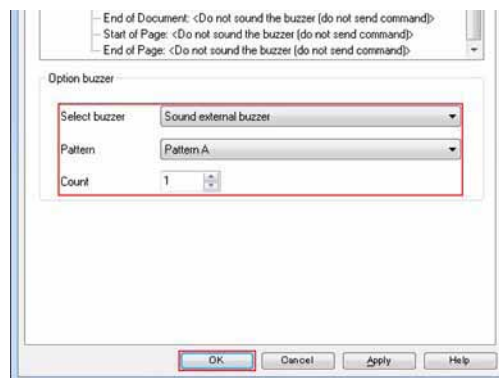 End of Document: <Do not sound the buzzer (do not send command)>
Start of Page: <Do not sound the buzzer (do not send command)>
End of Page: <Do not sound the buzzer (do not send command)>
Option buzzer
Select buzzer Sound external buzzer
Pattern Pattern A
Count 1
OK Cancel Apply Help